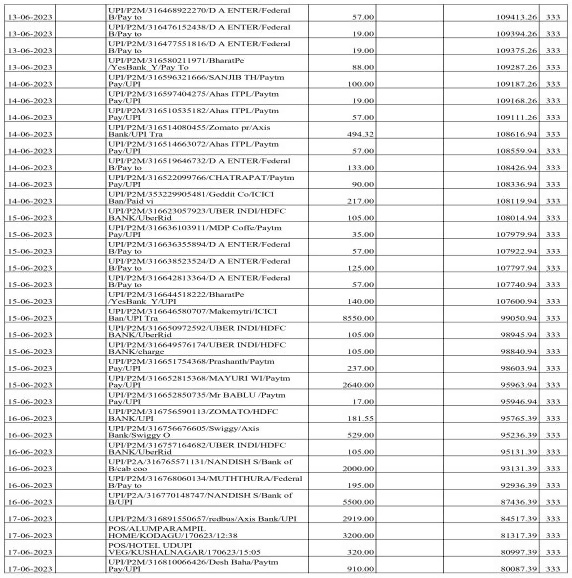 UPI/P2M/316468922270/D A ENTER/Federal
13-06-2023 B/Pay to 57.00 109413.26 333
UPI/P2M/316476152438/D A ENTER/Federal
13-06-2023 B/Pay to 19.00 109394.26 333
UPI/P2M/316477551816/D A ENTER/Federal
13-06-2023 B/Pay to 19.00 109375.26 333
UPI/P2M/316580211971/BharatPe
13-06-2023 /YesBank_Y/Pay To 88.00 109287.26 333
UPI/P2M/316596321666/SANJIB TH/Paytm
14-06-2023 Pay/UPI 100.00 109187.26 333
UPI/P2M/316597404275/Ahas ITPL/Paytm
14-06-2023 Pay/UPI 19.00 109168.26 333
UPI/P2M/316510535182/Ahas ITPL/Paytm
14-06-2023 Pay/UPI 57.00 109111.26 333
UPI/P2M/316514080455/Zomato pr/Axis
14-06-2023 Bank/UPI Tra 494.32 108616.94 333
UPI/P2M/316514663072/Ahas ITPL/Paytm
14-06-2023 Pay/UPI 57.00 108559.94 333
UPI/P2M/316519646732/D A ENTER/Federal
14-06-2023 B/Pay to 133.00 108426.94 333
UPI/P2M/316522099766/CHATRAPAT/Paytm
14-06-2023 Pay/UPI 90.00 108336.94 333
UPI/P2M/353229905481/Geddit Co/ICICI
14-06-2023 Ban/Paid vi 217.00 108119.94 333
UPI/P2M/316623057923/UBER INDI/HDFC
15-06-2023 BANK/UberRid 105.00 108014.94 333
UPI/P2M/316636103911/MDP Coffe/Paytm
15-06-2023 Pay/UPI 35.00 107979.94 333
UPI/P2M/316636355894/D A ENTER/Federal
15-06-2023 B/Pay to 57.00 107922.94 333
UPI/P2M/316638523524/D A ENTER/Federal
15-06-2023 B/Pay to 125.00 107797.94 333
UPI/P2M/316642813364/D A ENTER/Federal
15-06-2023 B/Pay to 57.00 107740.94 333
UPI/P2M/316644518222/BharatPe
15-06-2023 /YesBank_Y/UPI 140.00 107600.94 333
UPI/P2M/316646580707/Makemytri/ICICI
15-06-2023 Ban/UPI Tra 8550.00 99050.94 333
UPI/P2M/316650972592/UBER INDI/HDFC
15-06-2023 BANK/UberRid 105.00 98945.94 333
UPI/P2M/316649576174/UBER INDI/HDFC
15-06-2023 BANK/charge 105.00 98840.94 333
UPI/P2M/316651754368/Prashanth/Paytm
15-06-2023 Pay/UPI 237.00 98603.94 333
UPI/P2M/316652815368/MAYURI WI/Paytm
15-06-2023 Pay/UPI 2640.00 95963.94 333
UPI/P2M/316652850735/Mr BABLU /Paytm
15-06-2023 Pay/UPI 17.00 95946.94 333
UPI/P2M/316756590113/ZOMATO/HDFC
16-06-2023 BANK/UPI 181.55 95765.39 333
UPI/P2M/316756676605/Swiggy/Axis
16-06-2023 Bank/Swiggy O 529.00 95236.39 333
UPI/P2M/316757164682/UBER INDI/HDFC
16-06-2023 BANK/UberRid 105.00 95131.39 333
UPI/P2A/316765571131/NANDISH S/Bank of
16-06-2023 B/cab coo 2000.00 93131.39 333
UPI/P2M/316768060134/MUTHTHURA/Federal
16-06-2023 B/Pay to 195.00 92936.39 333
UPI/P2A/316770148747/NANDISH S/Bank of
16-06-2023 B/UPI 5500.00 87436.39 333
17-06-2023 UPI/P2M/316891550657/redbus/Axis Bank/UPI 2919.00 84517.39 333
POS/ALUMPARAMPIL
17-06-2023 HOME/KODAGU/170623/12:38 3200.00 81317.39 333
POS/HOTEL UDUPI
17-06-2023 VEG/KUSHALNAGAR/170623/15:05 320.00 80997.39 333
UPI/P2M/316810066426/Desh Baha/Paytm
17-06-2023 Pay/UPI 910.00 80087.39 333